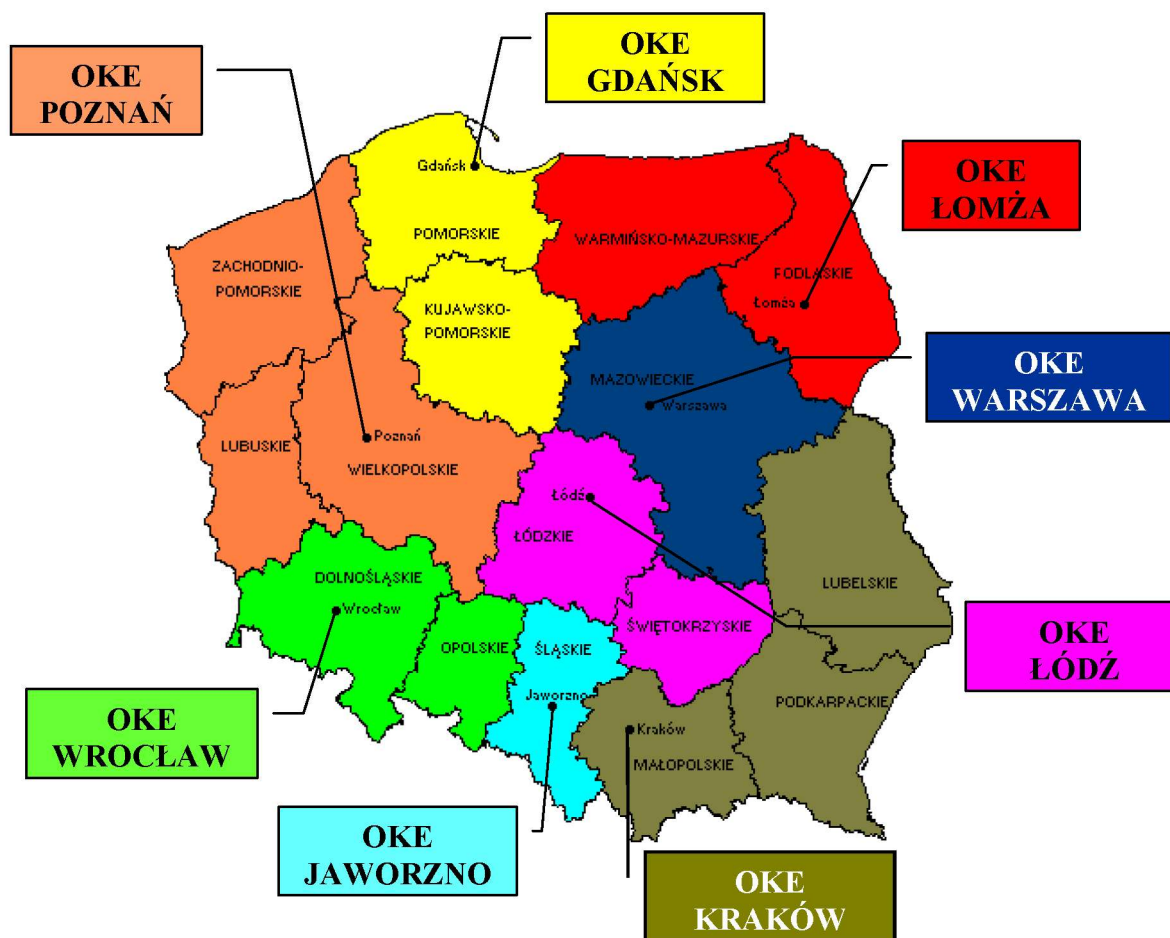 OKE
POZNAŃ
OKE
GDAŃSK
OKE
ŁOMŻA
OKE
WARSZAWA
OKE
ŁÓDŹ
OKE
WROCŁAW
OKE
JAWORZNO
OKE
KRAKÓW
Gdańsk
POMORSKIE
WARMIŃSKO-MAZURSKIE
ZACHODNIO-
POMORSKIE
PODLASKIE
Łomża
KUJAWSKO-
POMORSKIE
MAZOWIECKIE
Warszawa
LUBUSKIE
Poznań
WIELKOPOLSKIE
Łódź
ŁÓDZKIE
DOLNOŚLĄSKIE
Wrocław
LUBELSKIE
OPOLSKIE
ŚLĄSKIE
ŚWIĘTOKRZYSKIE
Jaworzno
PODKARPACKIE
Kraków
MAŁOPOLSKIE